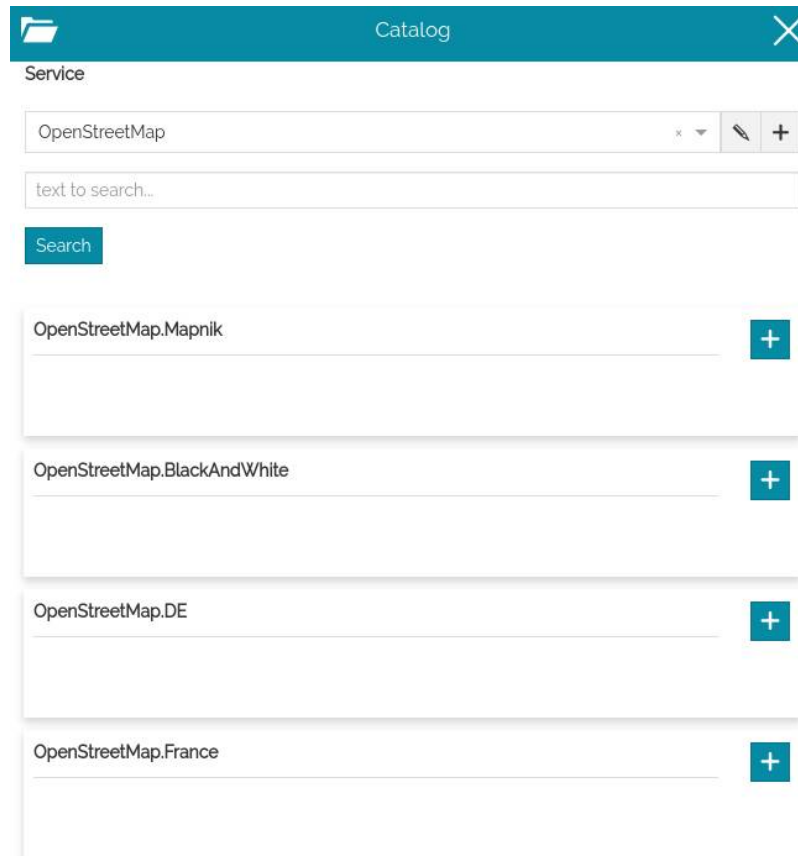 Catalog
Service
OpenStreetMap
text to search...
Search
OpenStreetMap.Mapnik
OpenStreetMap.BlackAndWhite
OpenStreetMap.DE
OpenStreetMap.France